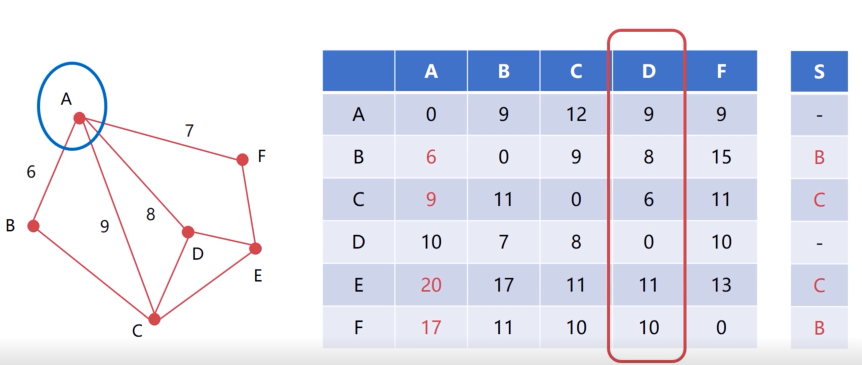 A
7
F
6
B
9
8
D
E
C
A B C D F S
A 0 9 12 9 9 -
B 6 0 9 8 15 B
C 9 11 0 6 11 C
D 10 7 8 0 10 -
E 20 17 11 11 13 C
F 17 11 10 10 0 B